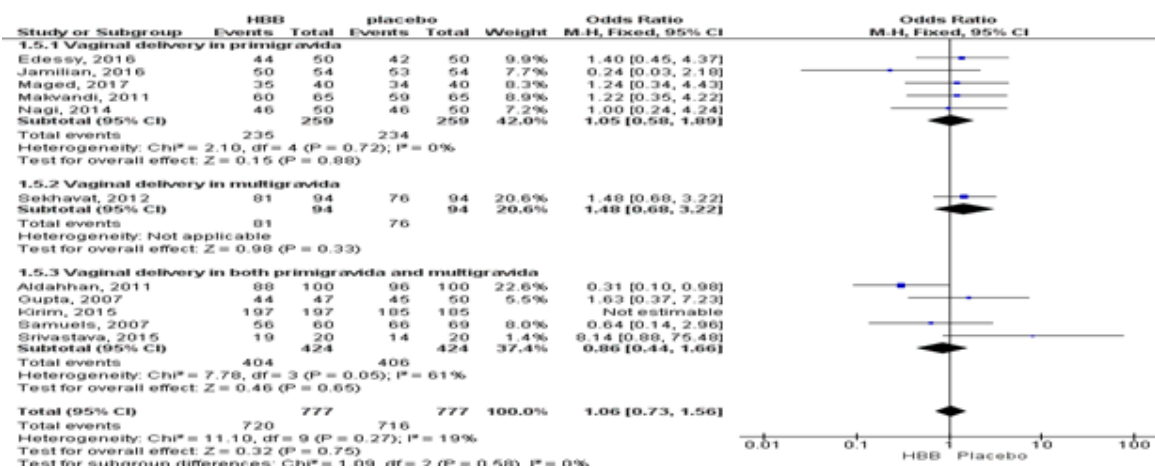 HBB placebo Odds Ratio Odds Ratio
Study or Subgroup Events Total Events Total Weight M-H, Fixed, 95% CI M-H, Fixed, 95% CI
1.5.1 Vaginal delivery in primigravida
Edessy, 2016 44 50 42 50 9.9% 1.40 [0.45, 4.37]
Jamilian, 2016 50 54 53 54 7.7% 0.24 [0.03, 2.18]
Maged, 2017 35 40 34 40 8.3% 1.24 [0.34, 4.43]
Makvandi, 2011 60 65 59 65 8.9% 1.22 [0.35, 4.22]
Nagi, 2014 46 50 46 50 7.2% 1.00 [0.24, 4.24]
Subtotal (95% CI) 259 259 42.0% 1.05 [0.58, 1.89]
Total events 235 234
Heterogeneity: Chi² = 2.10, df = 4 (P = 0.72); I² = 0%
Test for overall effect: Z = 0.15 (P = 0.88)
1.5.2 Vaginal delivery in multigravida
Sekhavat, 2012 81 94 76 94 20.6% 1.48 [0.68, 3.22]
Subtotal (95% CI) 94 94 20.6% 1.48 [0.68, 3.22]
Total events 81 76
Heterogeneity: Not applicable
Test for overall effect: Z = 0.98 (P = 0.33)
1.5.3 Vaginal delivery in both primigravida and multigravida
Aldahhan, 2011 88 100 96 100 22.6% 0.31 [0.10, 0.98]
Gupta, 2007 44 47 45 50 5.5% 1.63 [0.37, 7.23]
Kirim, 2015 197 197 185 185 Not estimable
Samuels, 2007 56 60 66 69 8.0% 0.64 [0.14, 2.96]
Srivastava, 2015 19 20 14 20 1.4% 8.14 [0.88, 75.48]
Subtotal (95% CI) 424 424 37.4% 0.86 [0.44, 1.66]
Total events 404 406
Heterogeneity: Chi² = 7.78, df = 3 (P = 0.05); I² = 61%
Test for overall effect: Z = 0.46 (P = 0.65)
Total (95% CI) 777 777 100.0% 1.06 [0.73, 1.56]
Total events 720 716
Heterogeneity: Chi² = 11.10, df = 9 (P = 0.27); I² = 19%
Test for overall effect: Z = 0.32 (P = 0.75)
Test for subgroup differences: Chi² = 1.09, df = 2 (P = 0.58), I² = 0%
0.01 0.1 1 10 100
HBB Placebo